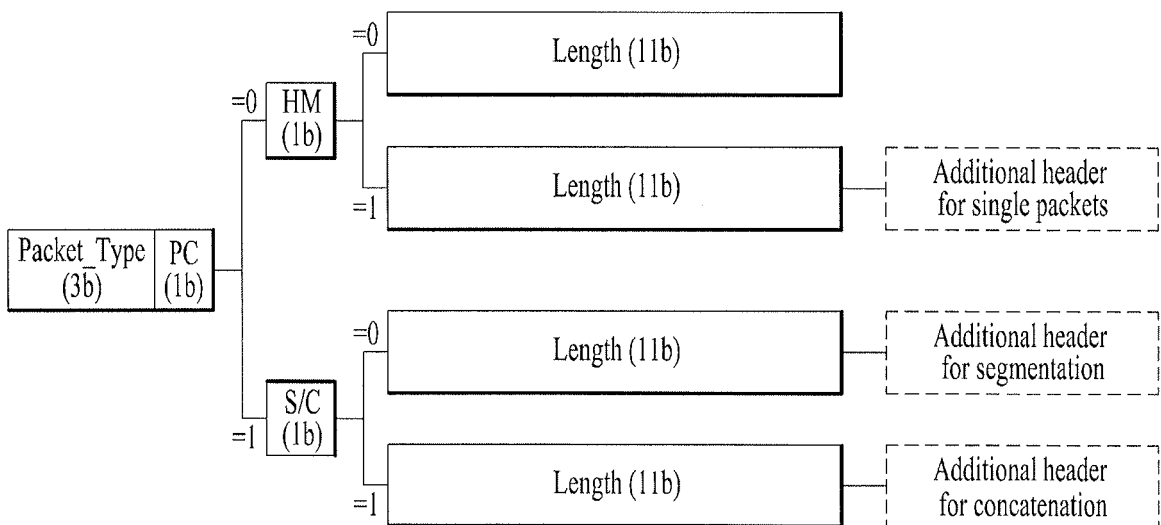 Packet_Type
(3b)
PC
(1b)
=0
HM
(1b)
=0
Length (11b)
=1
Length (11b)
Additional header
for single packets
=1
S/C
(1b)
=0
Length (11b)
Additional header
for segmentation
=1
Length (11b)
Additional header
for concatenation